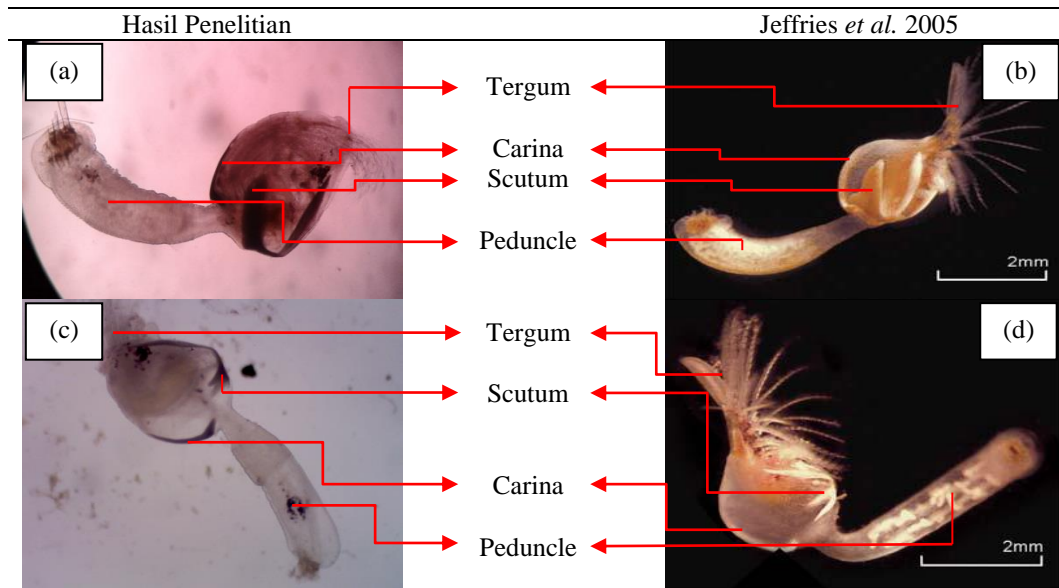 Hasil Penelitian
Jeffries et al. 2005
(a)
(b)
Tergum
Carina
Scutum
Peduncle
2mm
(c)
(d)
Tergum
Scutum
Carina
Peduncle
2mm